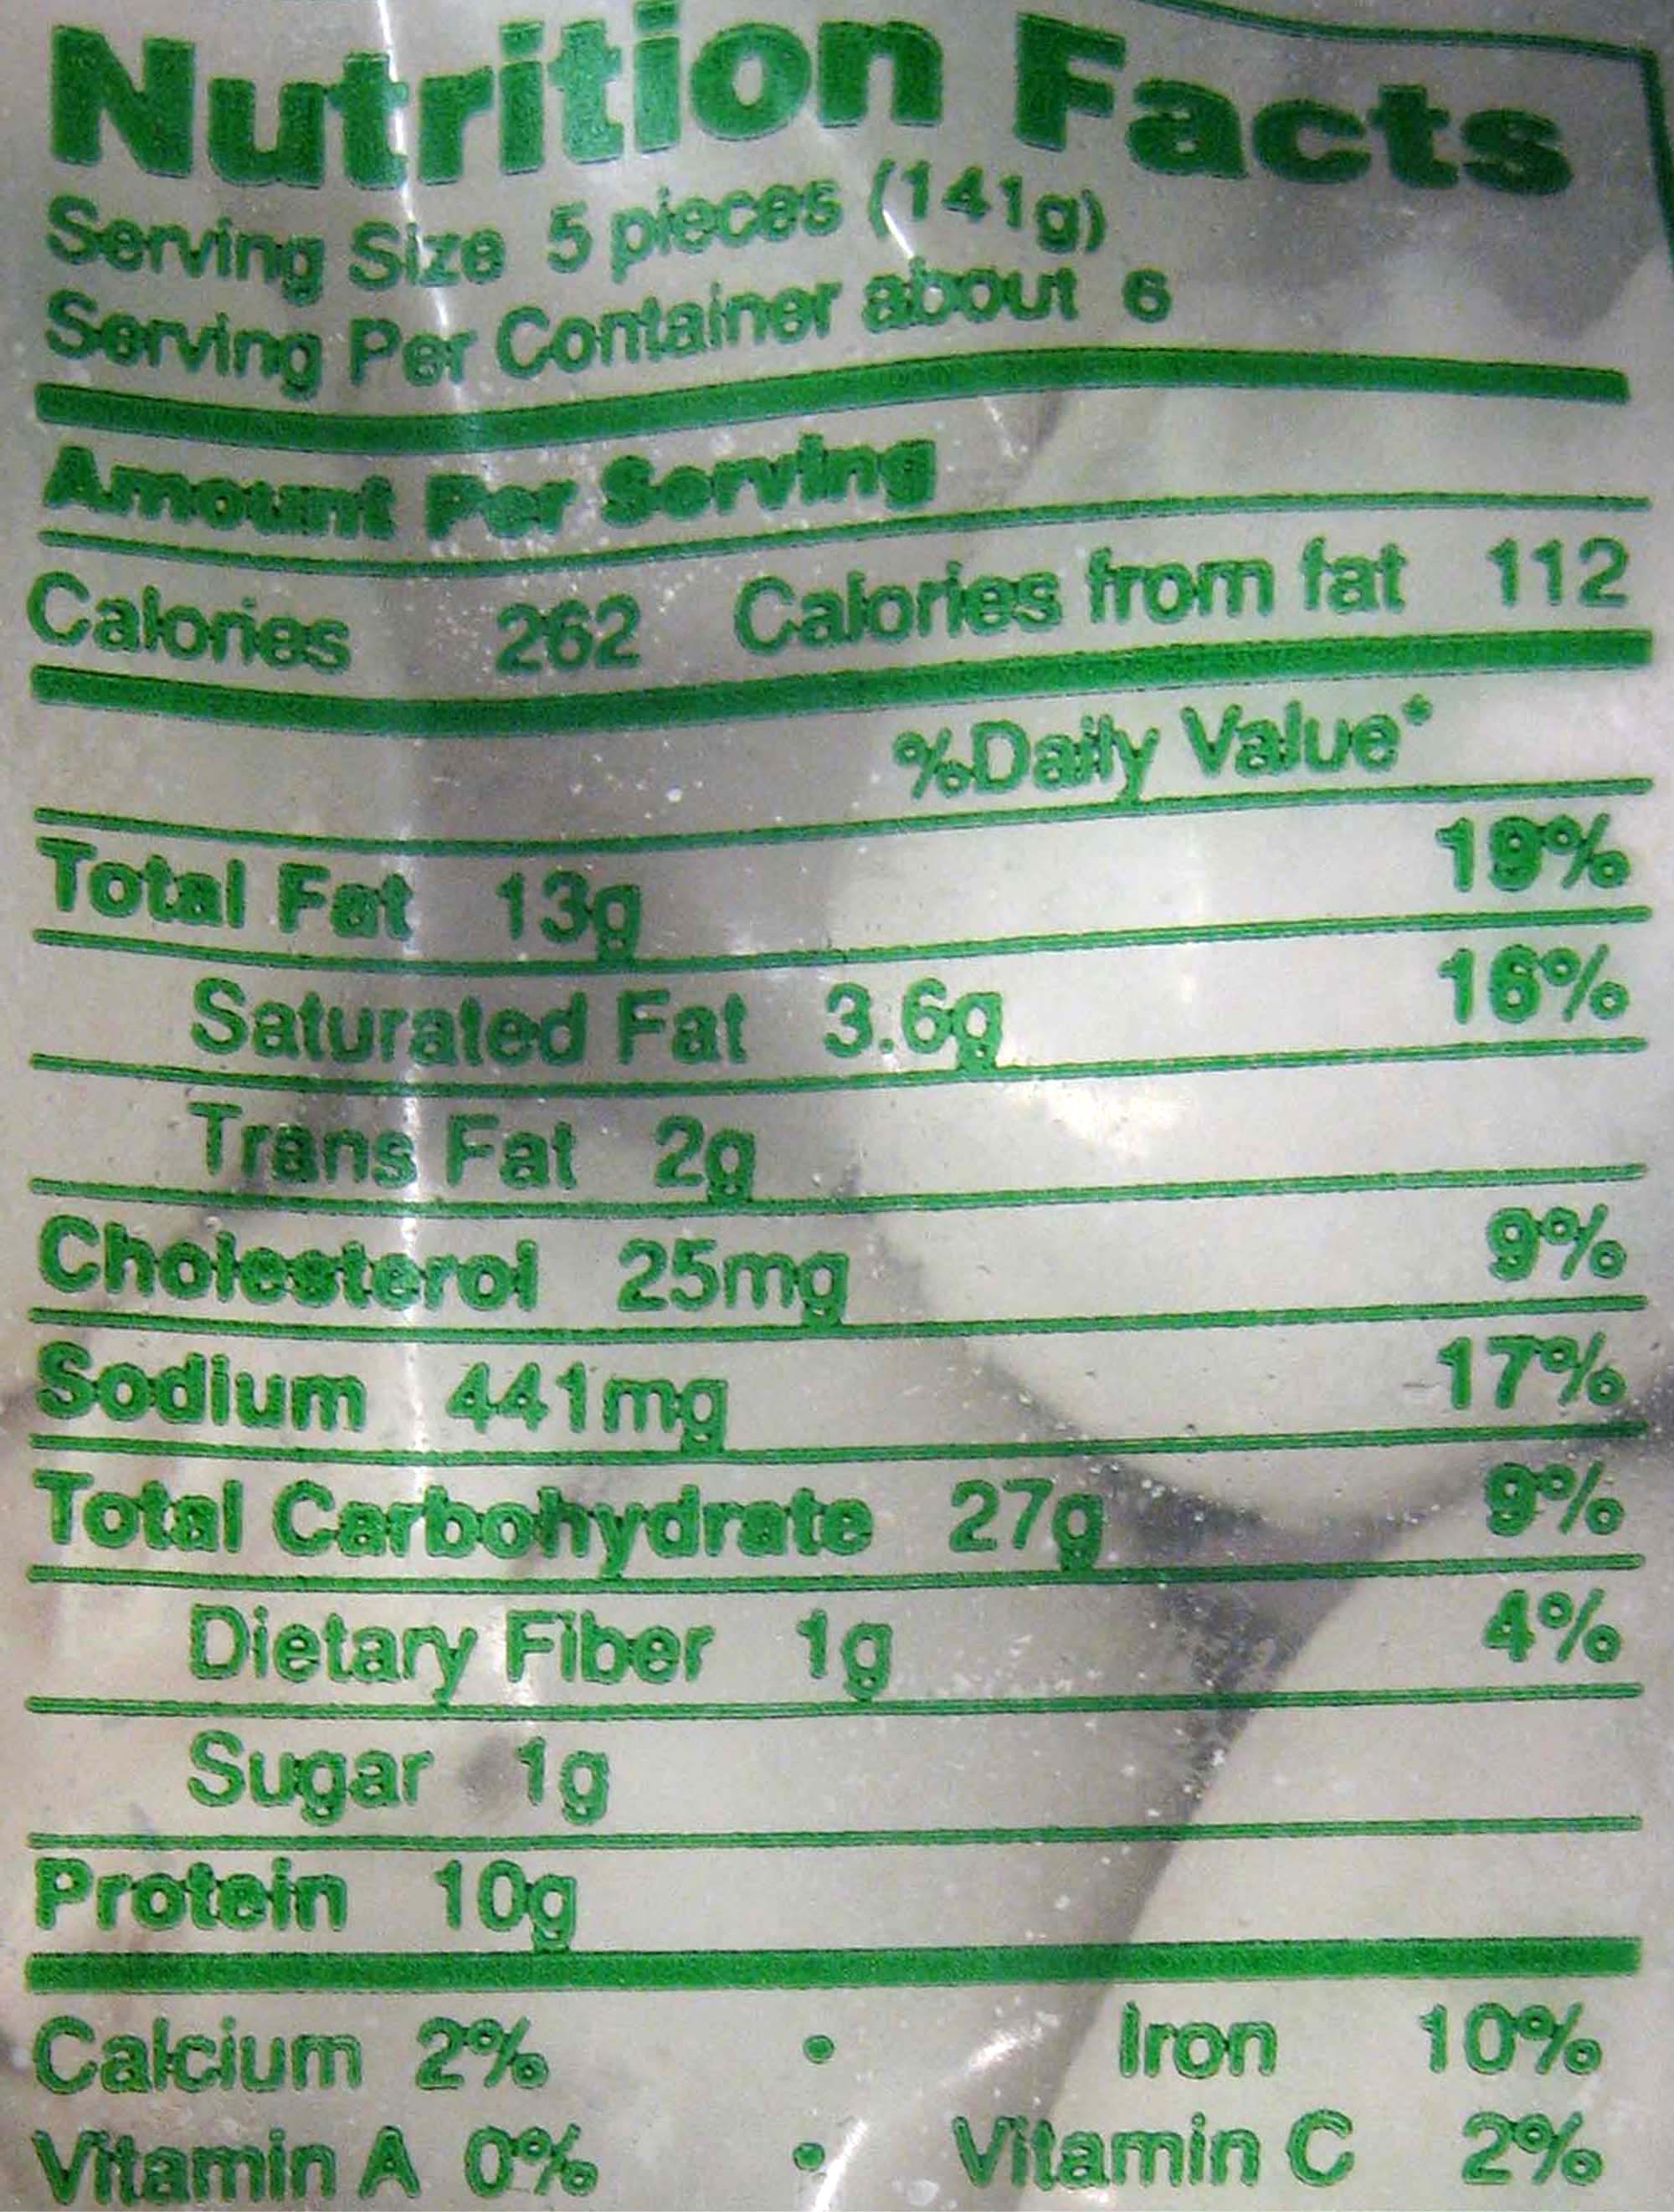 Nutrition Facts
Serving Size 5 pieces (141g)
Serving Per Container about 6
Amount Per Serving
Calories 262 Calories from fat 112
%Daily Value*
Total Fat 13g 19%
Saturated Fat 3.6g 16%
Trans Fat 2g
Cholesterol 25mg 9%
Sodium 441mg 17%
Total Carbohydrate 27g 9%
Dietary Fiber 1g 4%
Sugar 1g
Protein 10g
Calcium 2% • Iron 10%
Vitamin A 0% • Vitamin C 2%